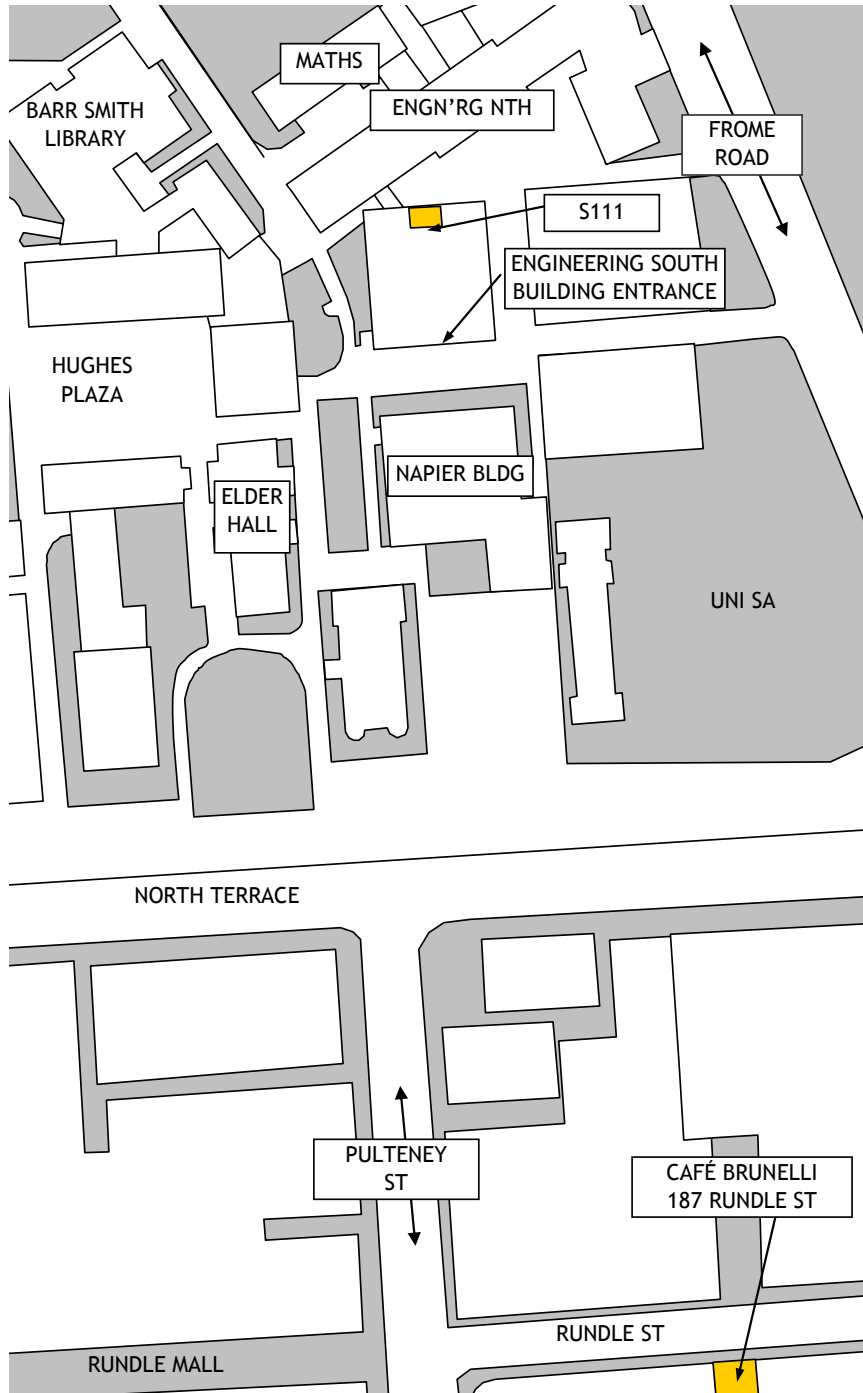 MATHS
BARR SMITH
LIBRARY
ENGN'RG NTH
FROME
ROAD
S111
ENGINEERING SOUTH
BUILDING ENTRANCE
HUGHES
PLAZA
NAPIER BLDG
ELDER
HALL
UNI SA
NORTH TERRACE
PULTENEY
ST
CAFÉ BRUNELLI
187 RUNDLE ST
RUNDLE ST
RUNDLE MALL